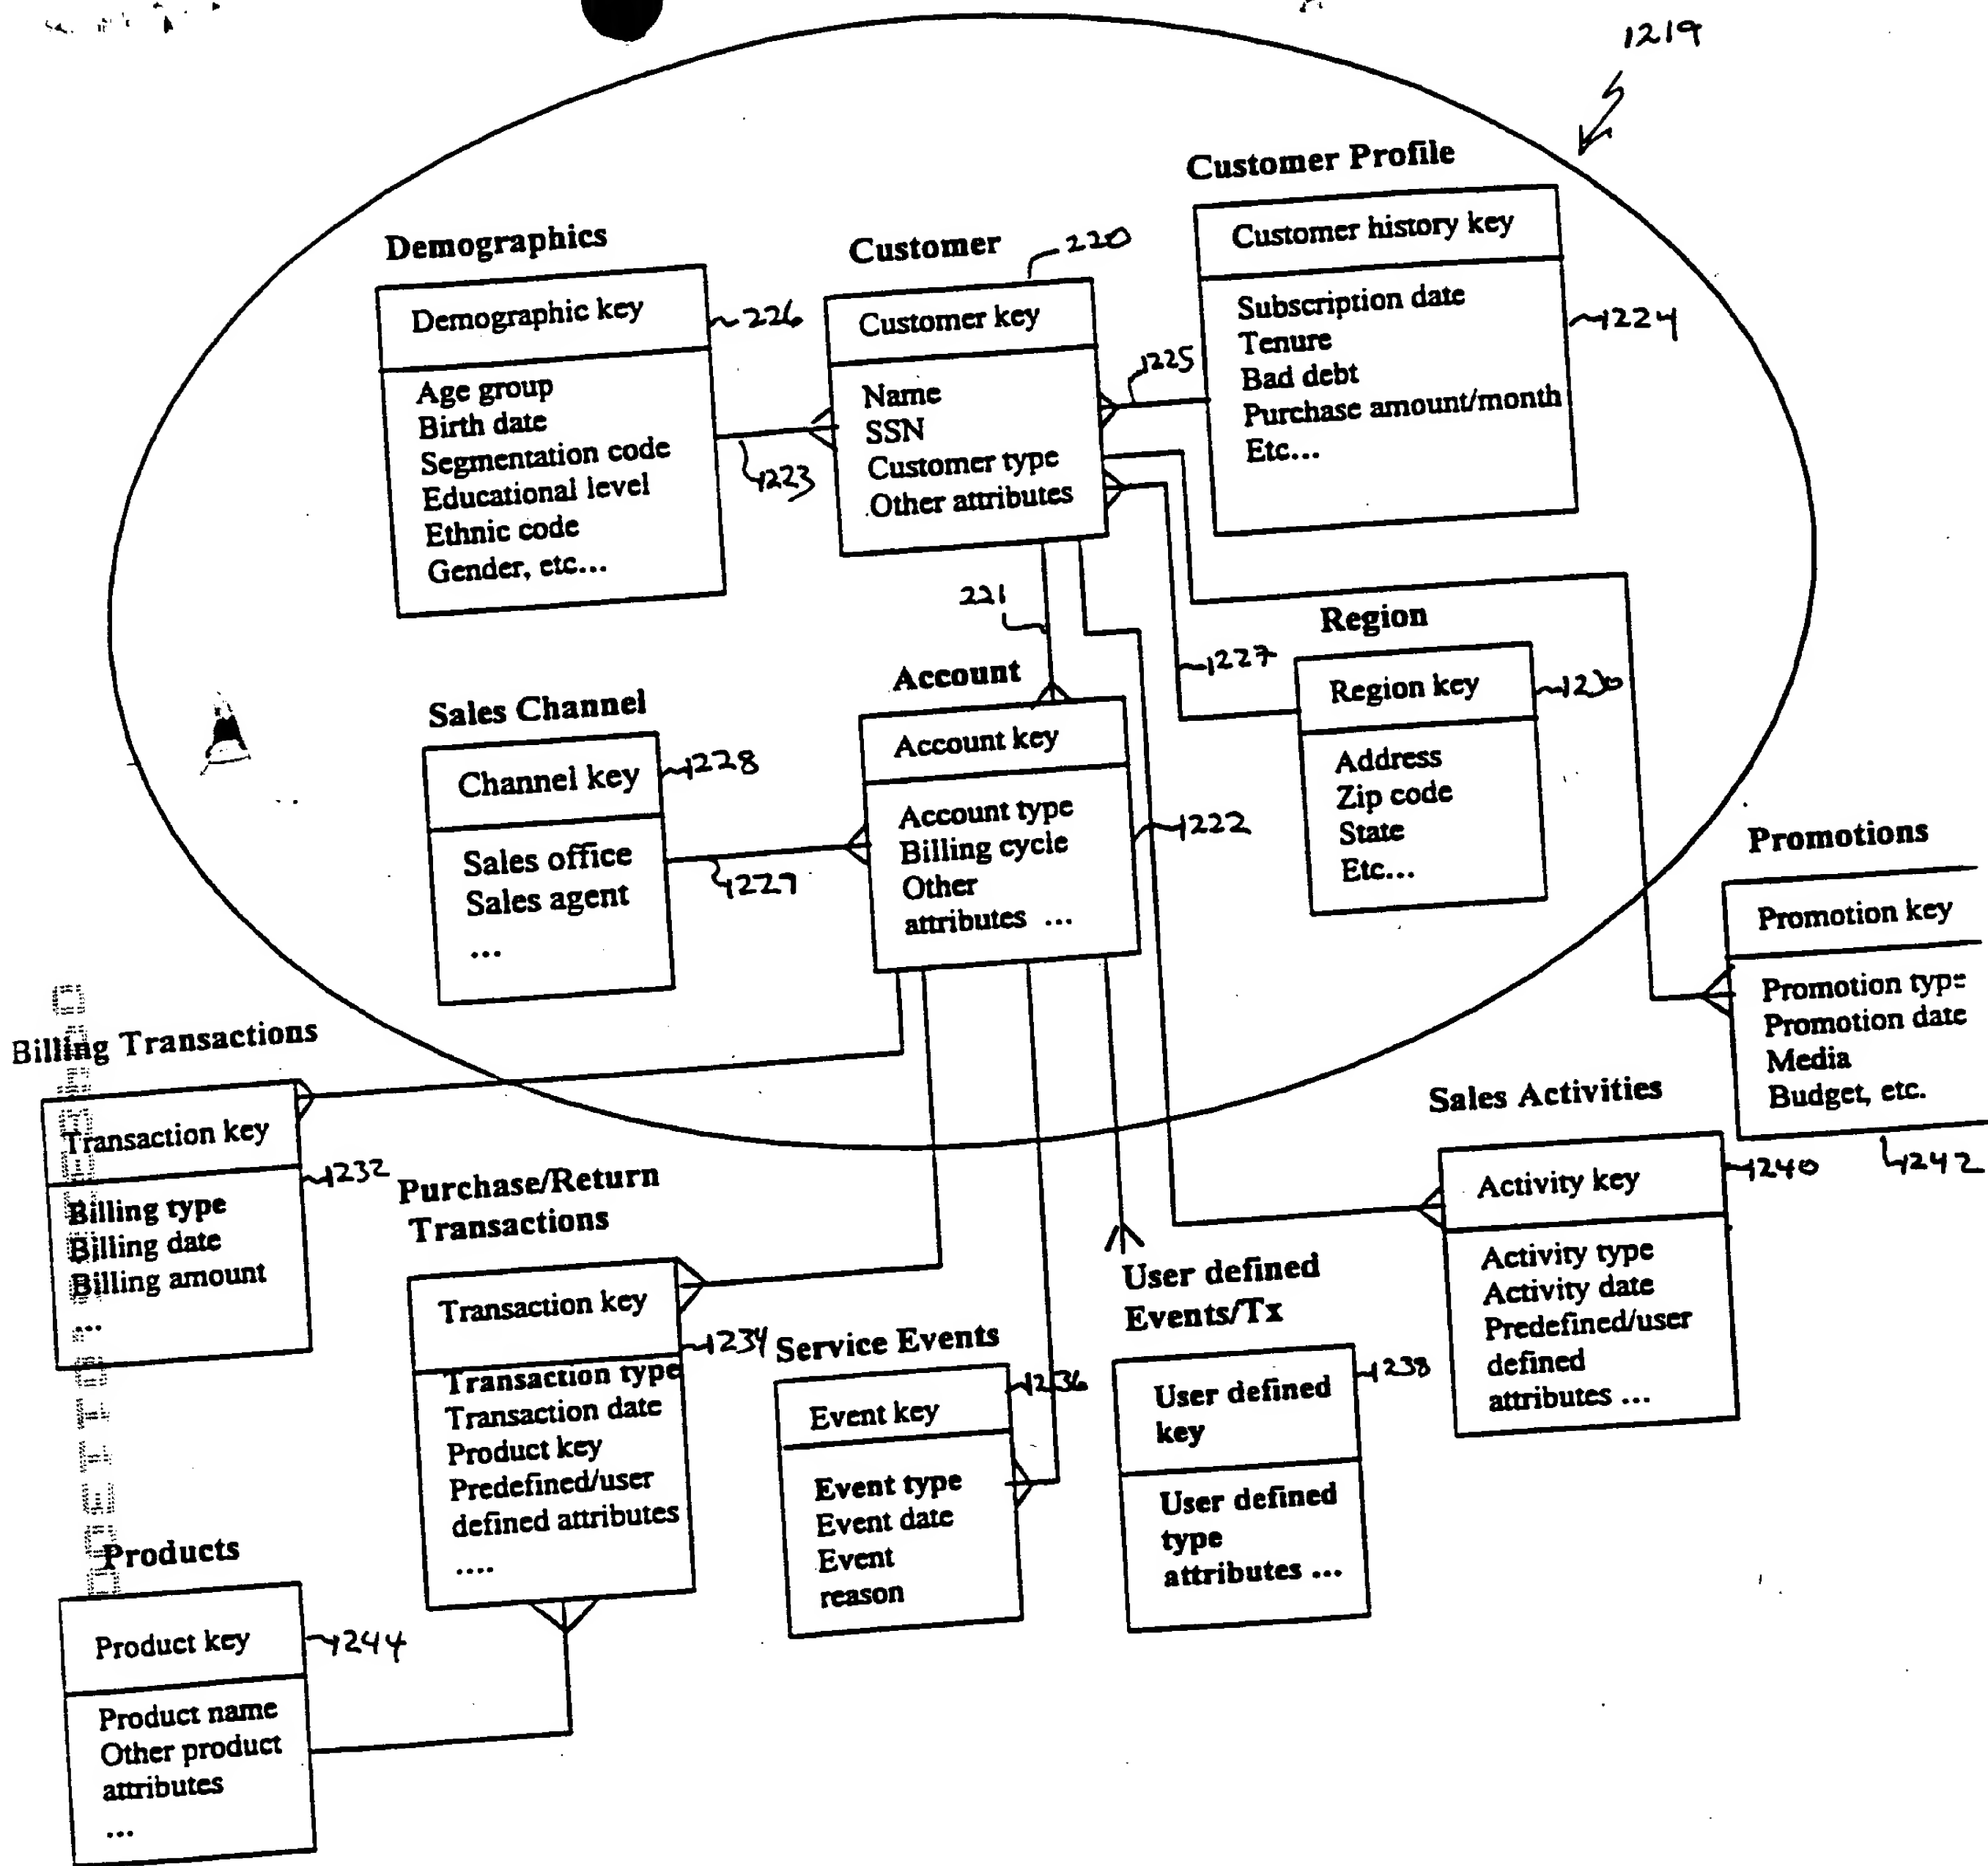 1219
Customer Profile
Customer history key
Subscription date
Tenure
Bad debt
Purchase amount/month
Etc...
1224
Demographics
Demographic key
226
Age group
Birth date
Segmentation code
Educational level
Ethnic code
Gender, etc...
1223
Customer
220
Customer key
Name
SSN
Customer type
Other attributes
1225
221
1227
Region
Region key
1230
Address
Zip code
State
Etc...
Sales Channel
Channel key
1228
Sales office
Sales agent
...
1229
Account
Account key
Account type
Billing cycle
Other
attributes ...
1222
Promotions
Promotion key
Promotion type
Promotion date
Media
Budget, etc.
1242
Billing Transactions
Transaction key
1232
Billing type
Billing date
Billing amount
...
Purchase/Return
Transactions
Transaction key
1234
Transaction type
Transaction date
Product key
Predefined/user
defined attributes
....
Service Events
Event key
1236
Event type
Event date
Event
reason
User defined
Events/Tx
User defined
key
1238
User defined
type
attributes ...
Sales Activities
Activity key
1240
Activity type
Activity date
Predefined/user
defined
attributes ...
Products
Product key
1244
Product name
Other product
attributes
...